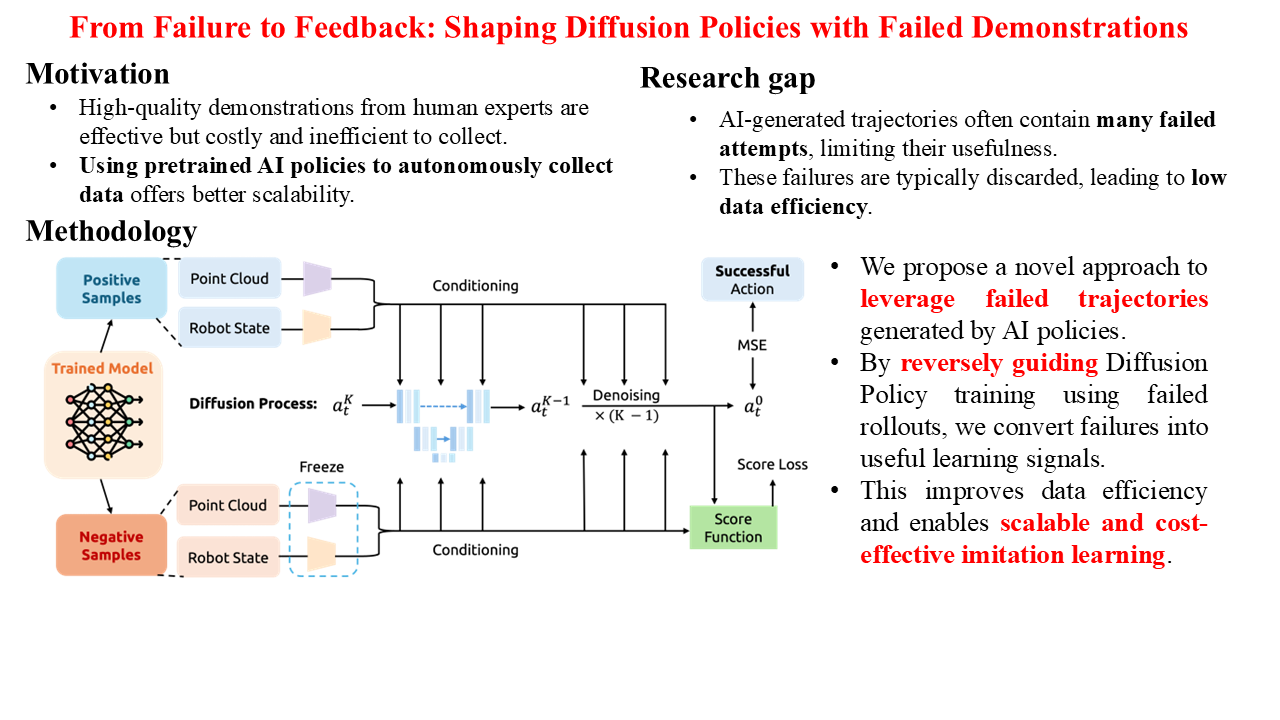 From Failure to Feedback: Shaping Diffusion Policies with Failed Demonstrations
Motivation
• High-quality demonstrations from human experts are
effective but costly and inefficient to collect.
• Using pretrained AI policies to autonomously collect
data offers better scalability.
Research gap
• AI-generated trajectories often contain many failed
attempts, limiting their usefulness.
• These failures are typically discarded, leading to low
data efficiency.
Methodology
Positive
Samples
Point Cloud
Robot State
Conditioning
Successful
Action
MSE
Trained Model
Diffusion Process: a_t^K
a_t^{K-1}
Denoising
× (K − 1)
a_t^0
Freeze
Score Loss
Negative
Samples
Point Cloud
Robot State
Conditioning
Score
Function
• We propose a novel approach to
leverage failed trajectories
generated by AI policies.
• By reversely guiding Diffusion
Policy training using failed
rollouts, we convert failures into
useful learning signals.
• This improves data efficiency
and enables scalable and cost-
effective imitation learning.